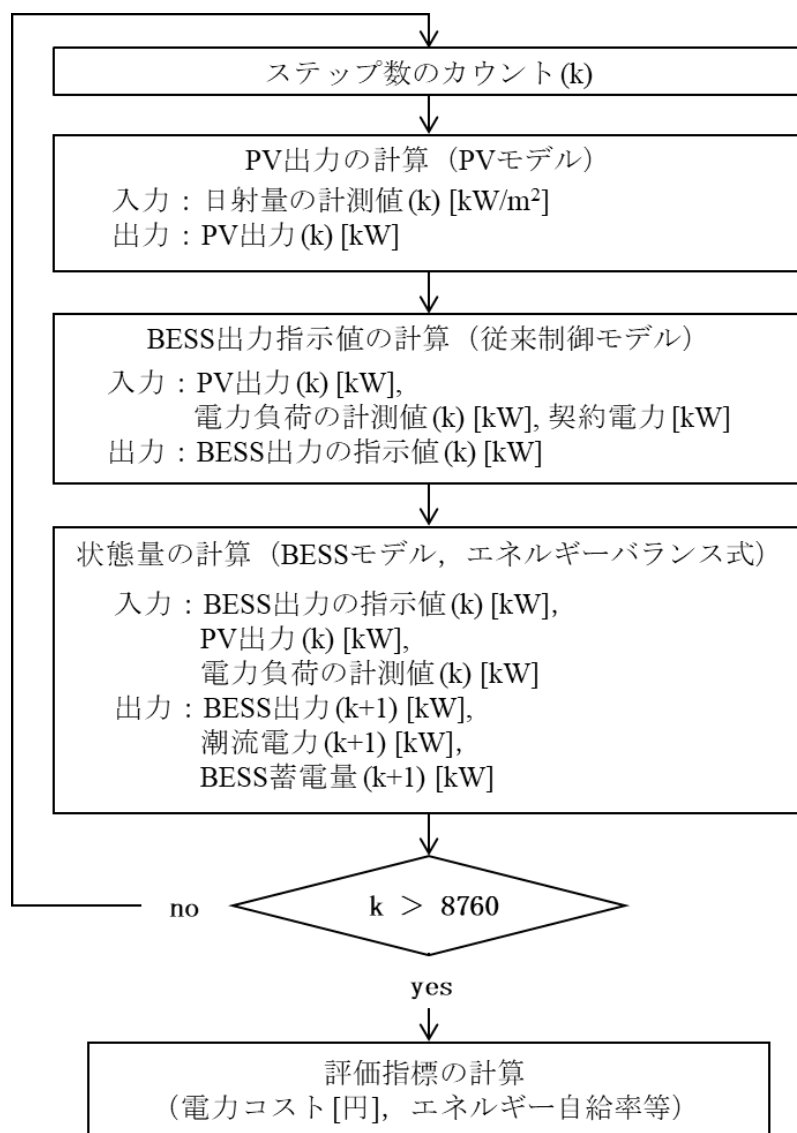 ステップ数のカウント(k)
PV出力の計算（PVモデル）
入力：日射量の計測値(k) [kW/m²]
出力：PV出力(k) [kW]
BESS出力指示値の計算（従来制御モデル）
入力：PV出力(k) [kW],
電力負荷の計測値(k) [kW], 契約電力[kW]
出力：BESS出力の指示値(k) [kW]
状態量の計算（BESSモデル，エネルギーバランス式）
入力：BESS出力の指示値(k) [kW],
PV出力(k) [kW],
電力負荷の計測値(k) [kW]
出力：BESS出力(k+1) [kW],
潮流電力(k+1) [kW],
BESS蓄電量(k+1) [kW]
k ＞ 8760
no
yes
評価指標の計算
（電力コスト[円]，エネルギー自給率等）